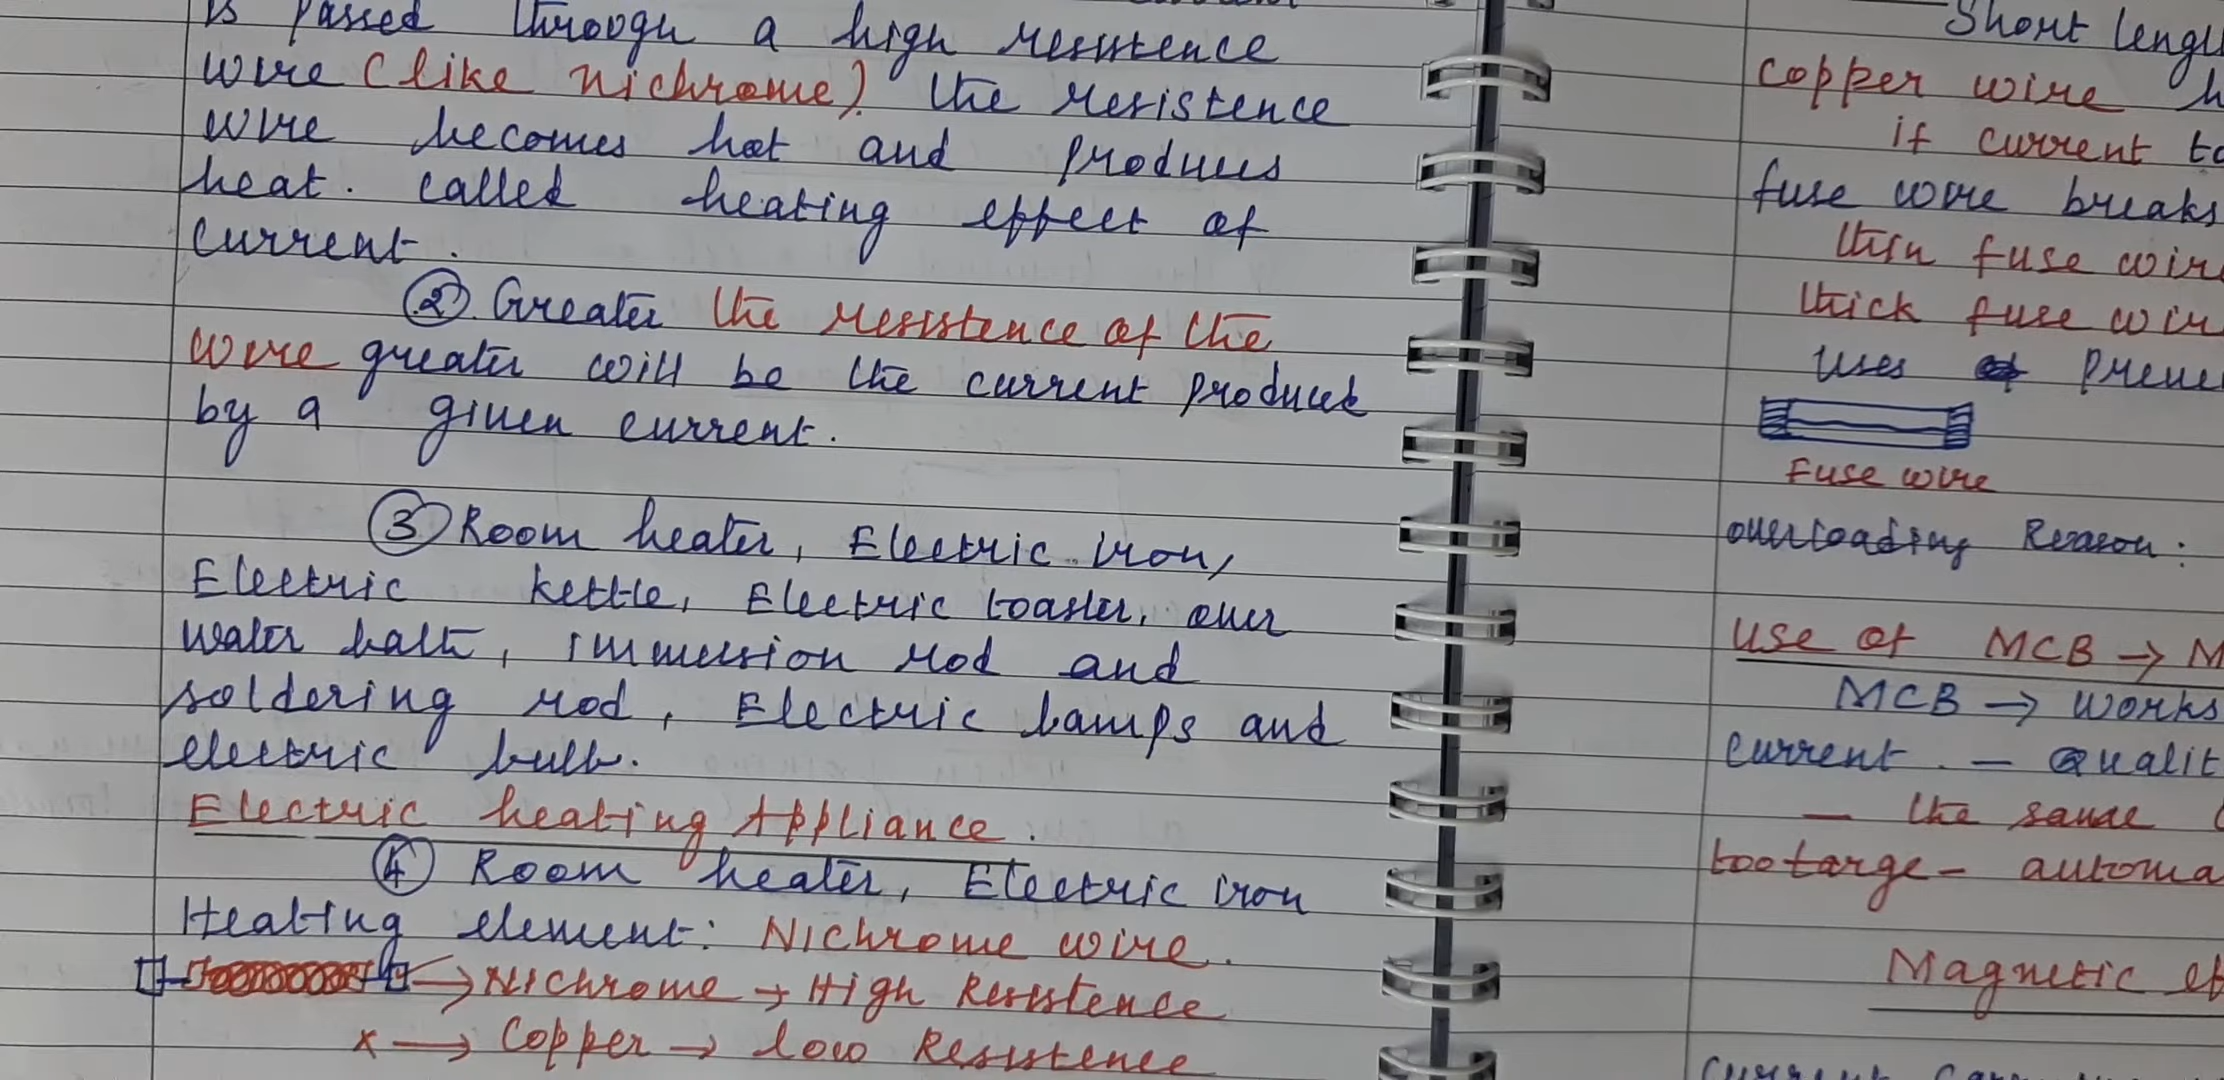 is passed through a high resistence
wire (like nichrome). the resistence
wire becomes hot and produces
heat. called heating effect of
current.
② Greater the resistence of the
wire greater will be the current produced
by a given current.
③ Room heater, Electric iron,
Electric kettle, Electric toaster, over
water bath, immersion rod and
soldering rod, Electric lamps and
electric bulb.
Electric heating Appliance.
④ Room heater, Electric iron
Heating element: Nichrome wire.
→ Nichrome → High Resistence
x → Copper → low Resistence
Short
copper wire
if current
fuse wire breaks
thin fuse
thick fuse
uses
Fuse wire
overloading Reason:
use of MCB →
MCB → works
current. –
– the same
too large –
Magnetic